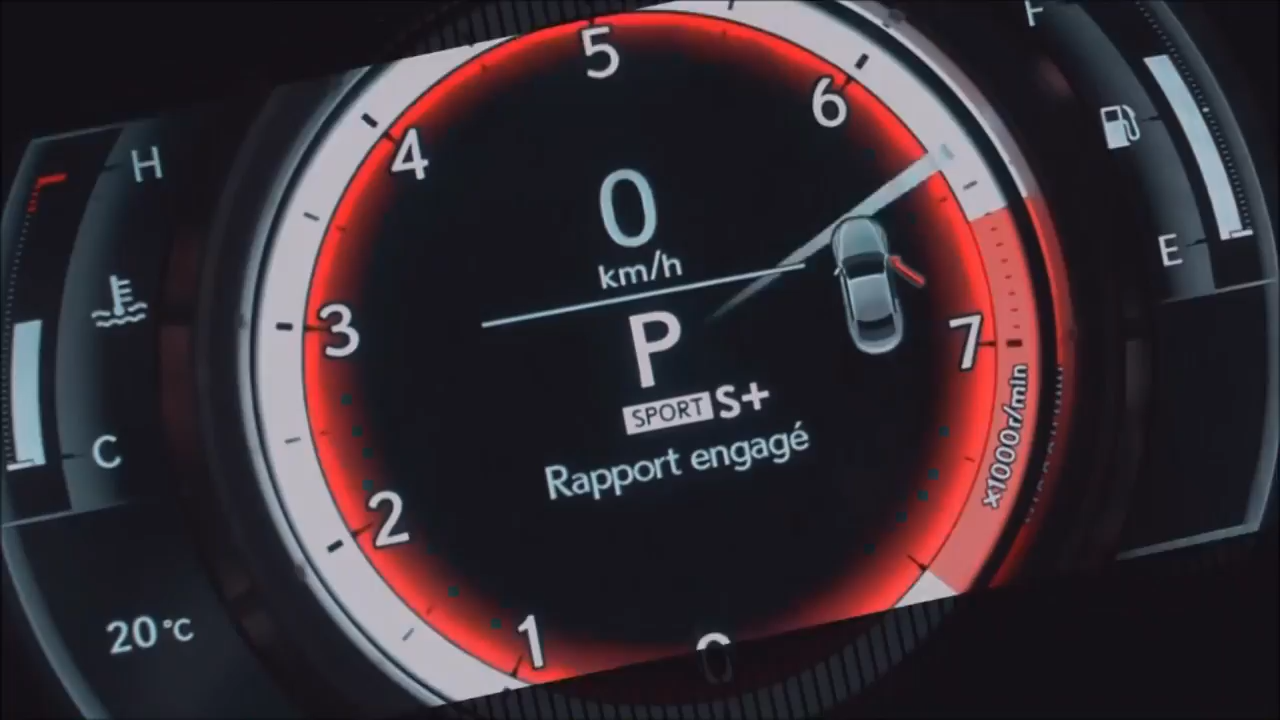 5
6
4
3
2
1
0
7
x1000r/min
0
km/h
P
SPORT S+
Rapport engagé
H
C
20°C
F
E